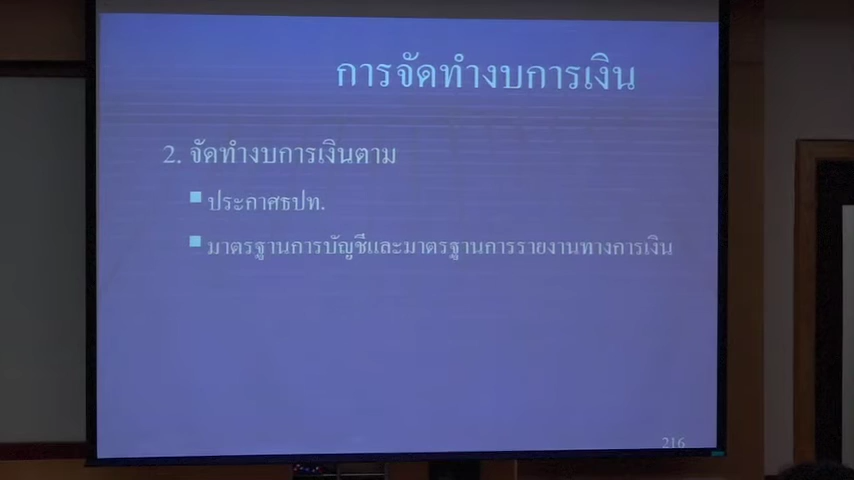 การจัดทำงบการเงิน
2. จัดทำงบการเงินตาม
ประกาศธปท.
มาตรฐานการบัญชีและมาตรฐานการรายงานทางการเงิน
216